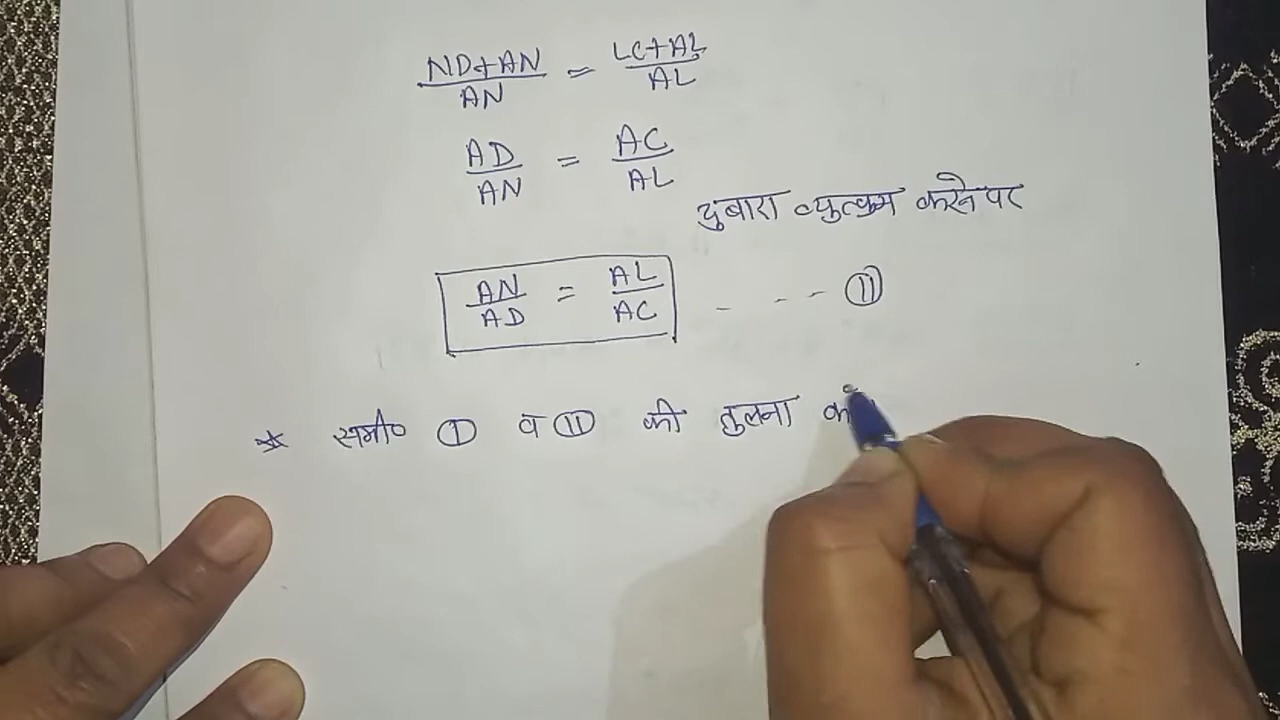 ND+AN/AN = LC+AL/AL
AD/AN = AC/AL
दुबारा व्युत्क्रम करने पर
AN/AD = AL/AC - - - (II)
* समी० (I) व (II) की तुलना